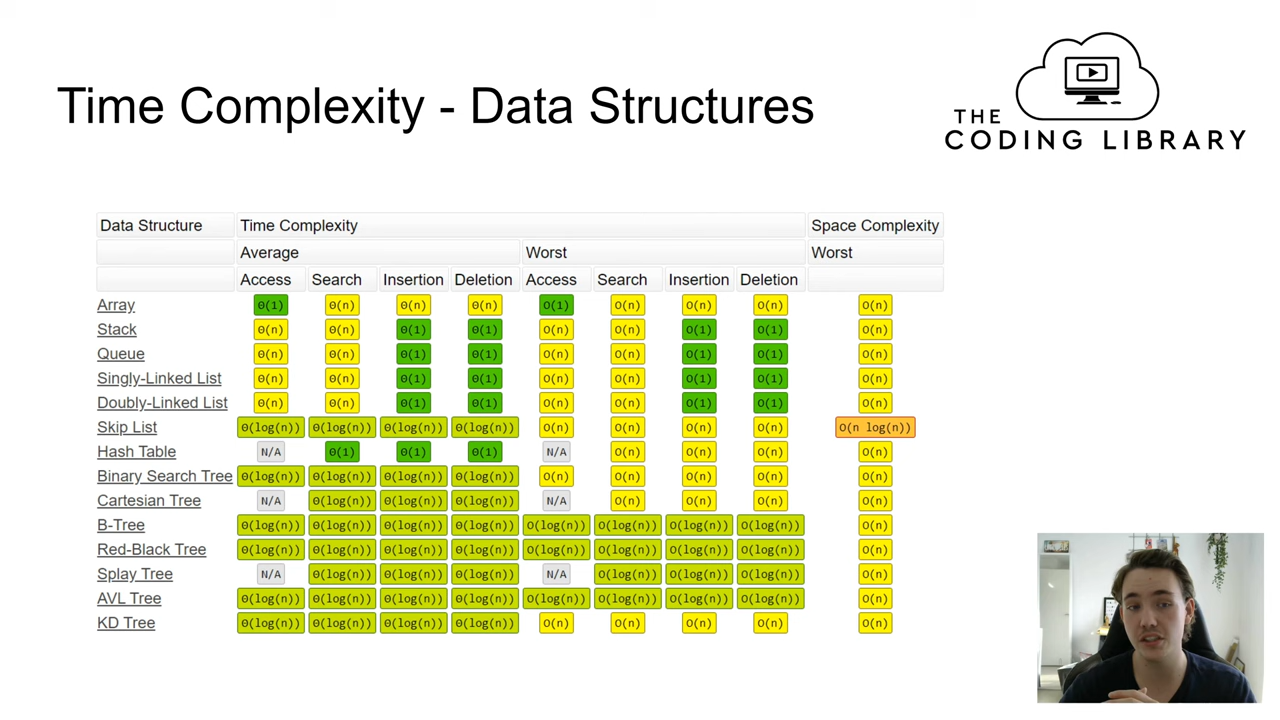 Time Complexity - Data Structures
THE
CODING LIBRARY
Data Structure Time Complexity Space Complexity
Average Worst Worst
Access Search Insertion Deletion Access Search Insertion Deletion
Array Θ(1) Θ(n) Θ(n) Θ(n) O(1) O(n) O(n) O(n) O(n)
Stack Θ(n) Θ(n) Θ(1) Θ(1) O(n) O(n) O(1) O(1) O(n)
Queue Θ(n) Θ(n) Θ(1) Θ(1) O(n) O(n) O(1) O(1) O(n)
Singly-Linked List Θ(n) Θ(n) Θ(1) Θ(1) O(n) O(n) O(1) O(1) O(n)
Doubly-Linked List Θ(n) Θ(n) Θ(1) Θ(1) O(n) O(n) O(1) O(1) O(n)
Skip List Θ(log(n)) Θ(log(n)) Θ(log(n)) Θ(log(n)) O(n) O(n) O(n) O(n) O(n log(n))
Hash Table N/A Θ(1) Θ(1) Θ(1) N/A O(n) O(n) O(n) O(n)
Binary Search Tree Θ(log(n)) Θ(log(n)) Θ(log(n)) Θ(log(n)) O(n) O(n) O(n) O(n) O(n)
Cartesian Tree N/A Θ(log(n)) Θ(log(n)) Θ(log(n)) N/A O(n) O(n) O(n) O(n)
B-Tree Θ(log(n)) Θ(log(n)) Θ(log(n)) Θ(log(n)) O(log(n)) O(log(n)) O(log(n)) O(log(n)) O(n)
Red-Black Tree Θ(log(n)) Θ(log(n)) Θ(log(n)) Θ(log(n)) O(log(n)) O(log(n)) O(log(n)) O(log(n)) O(n)
Splay Tree N/A Θ(log(n)) Θ(log(n)) Θ(log(n)) N/A O(log(n)) O(log(n)) O(log(n)) O(n)
AVL Tree Θ(log(n)) Θ(log(n)) Θ(log(n)) Θ(log(n)) O(log(n)) O(log(n)) O(log(n)) O(log(n)) O(n)
KD Tree Θ(log(n)) Θ(log(n)) Θ(log(n)) Θ(log(n)) O(n) O(n) O(n) O(n) O(n)